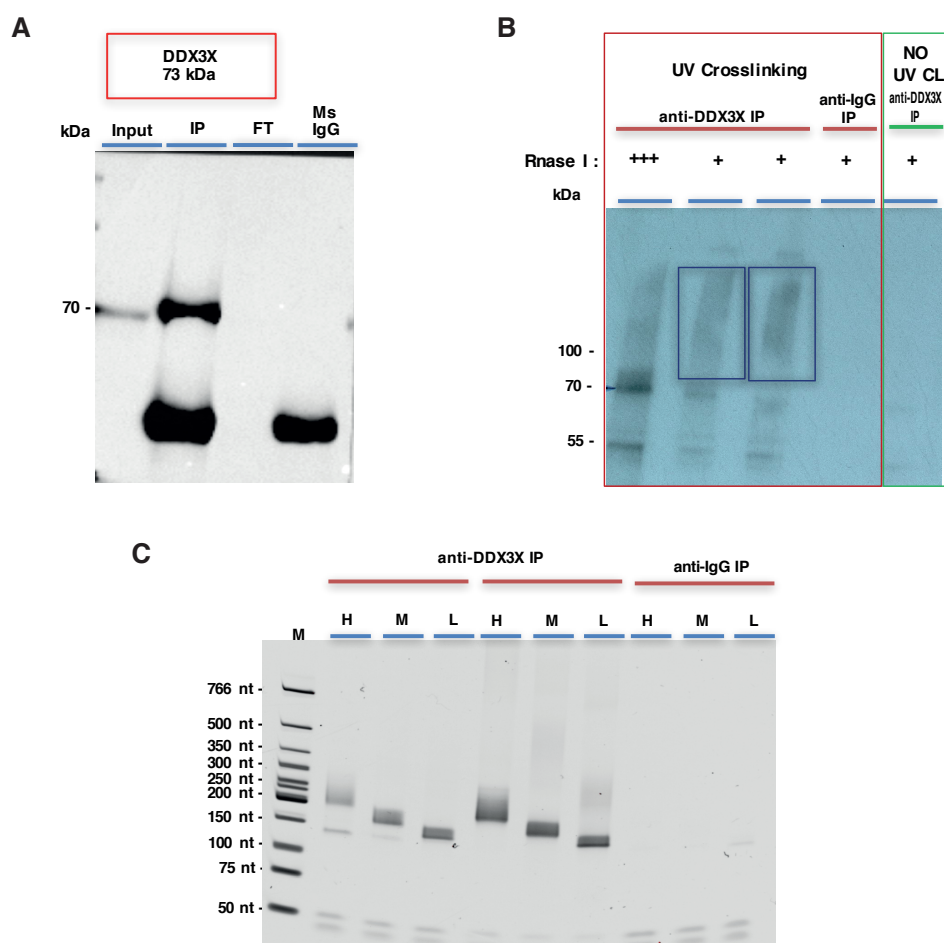 A
DDX3X
73 kDa
kDa Input IP FT Ms IgG
70 -
B
UV Crosslinking
NO UV CL
anti-DDX3X IP
anti-IgG IP
anti-DDX3X IP
Rnase I : +++ + + + +
kDa
100 -
70 -
55 -
C
anti-DDX3X IP
anti-IgG IP
M H M L H M L H M L
766 nt -
500 nt -
350 nt -
300 nt -
250 nt -
200 nt -
150 nt -
100 nt -
75 nt -
50 nt -